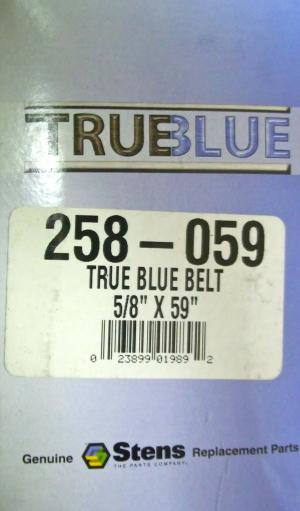 TRUEBLUE
258-059
TRUE BLUE BELT
5/8" X 59"
0 23899 01989 2
Genuine Stens Replacement Parts
THE PARTS COMPANY